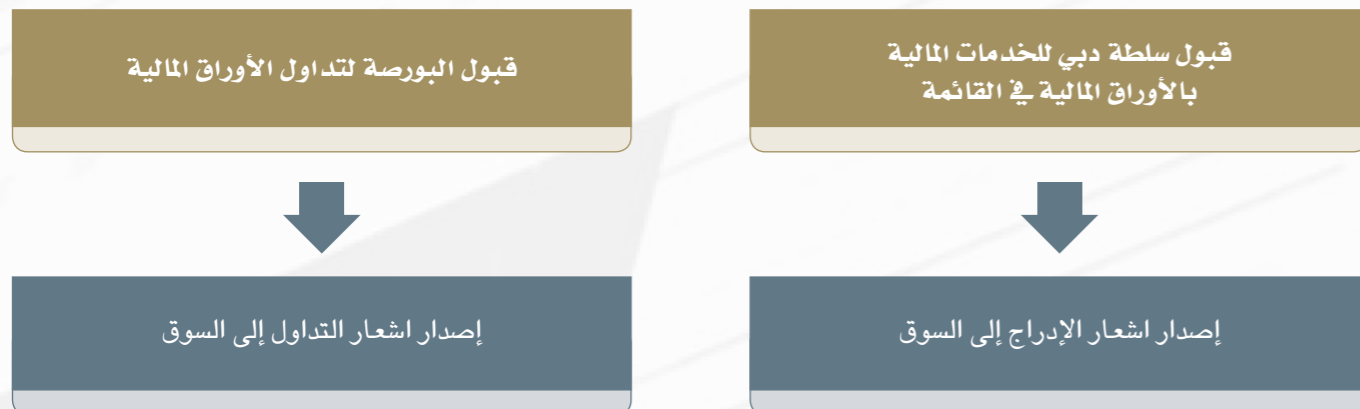 قبول سلطة دبي للخدمات المالية
بالأوراق المالية في القائمة
قبول البورصة لتداول الأوراق المالية
إصدار اشعار الإدراج إلى السوق
إصدار اشعار التداول إلى السوق